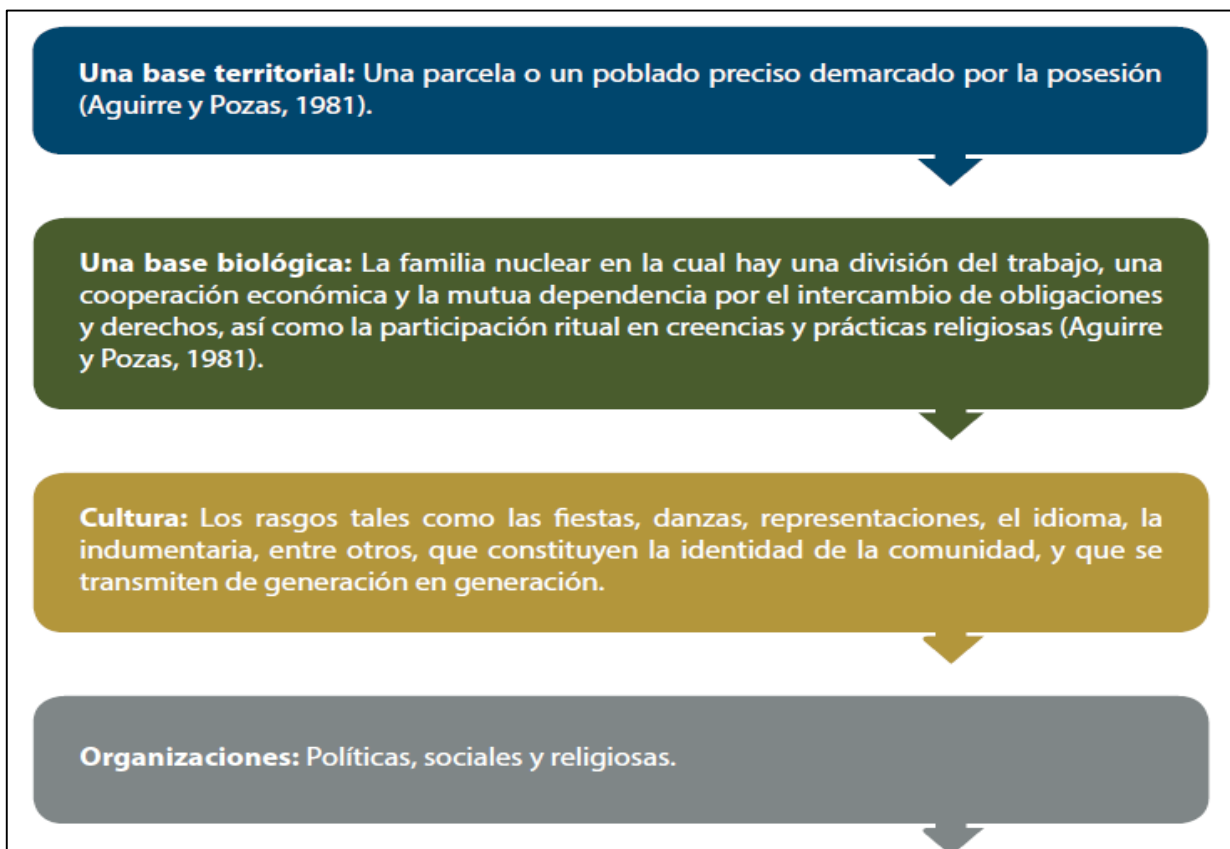 Una base territorial: Una parcela o un poblado preciso demarcado por la posesión
(Aguirre y Pozas, 1981).
Una base biológica: La familia nuclear en la cual hay una división del trabajo, una
cooperación económica y la mutua dependencia por el intercambio de obligaciones
y derechos, así como la participación ritual en creencias y prácticas religiosas (Aguirre
y Pozas, 1981).
Cultura: Los rasgos tales como las fiestas, danzas, representaciones, el idioma, la
indumentaria, entre otros, que constituyen la identidad de la comunidad, y que se
transmiten de generación en generación.
Organizaciones: Políticas, sociales y religiosas.